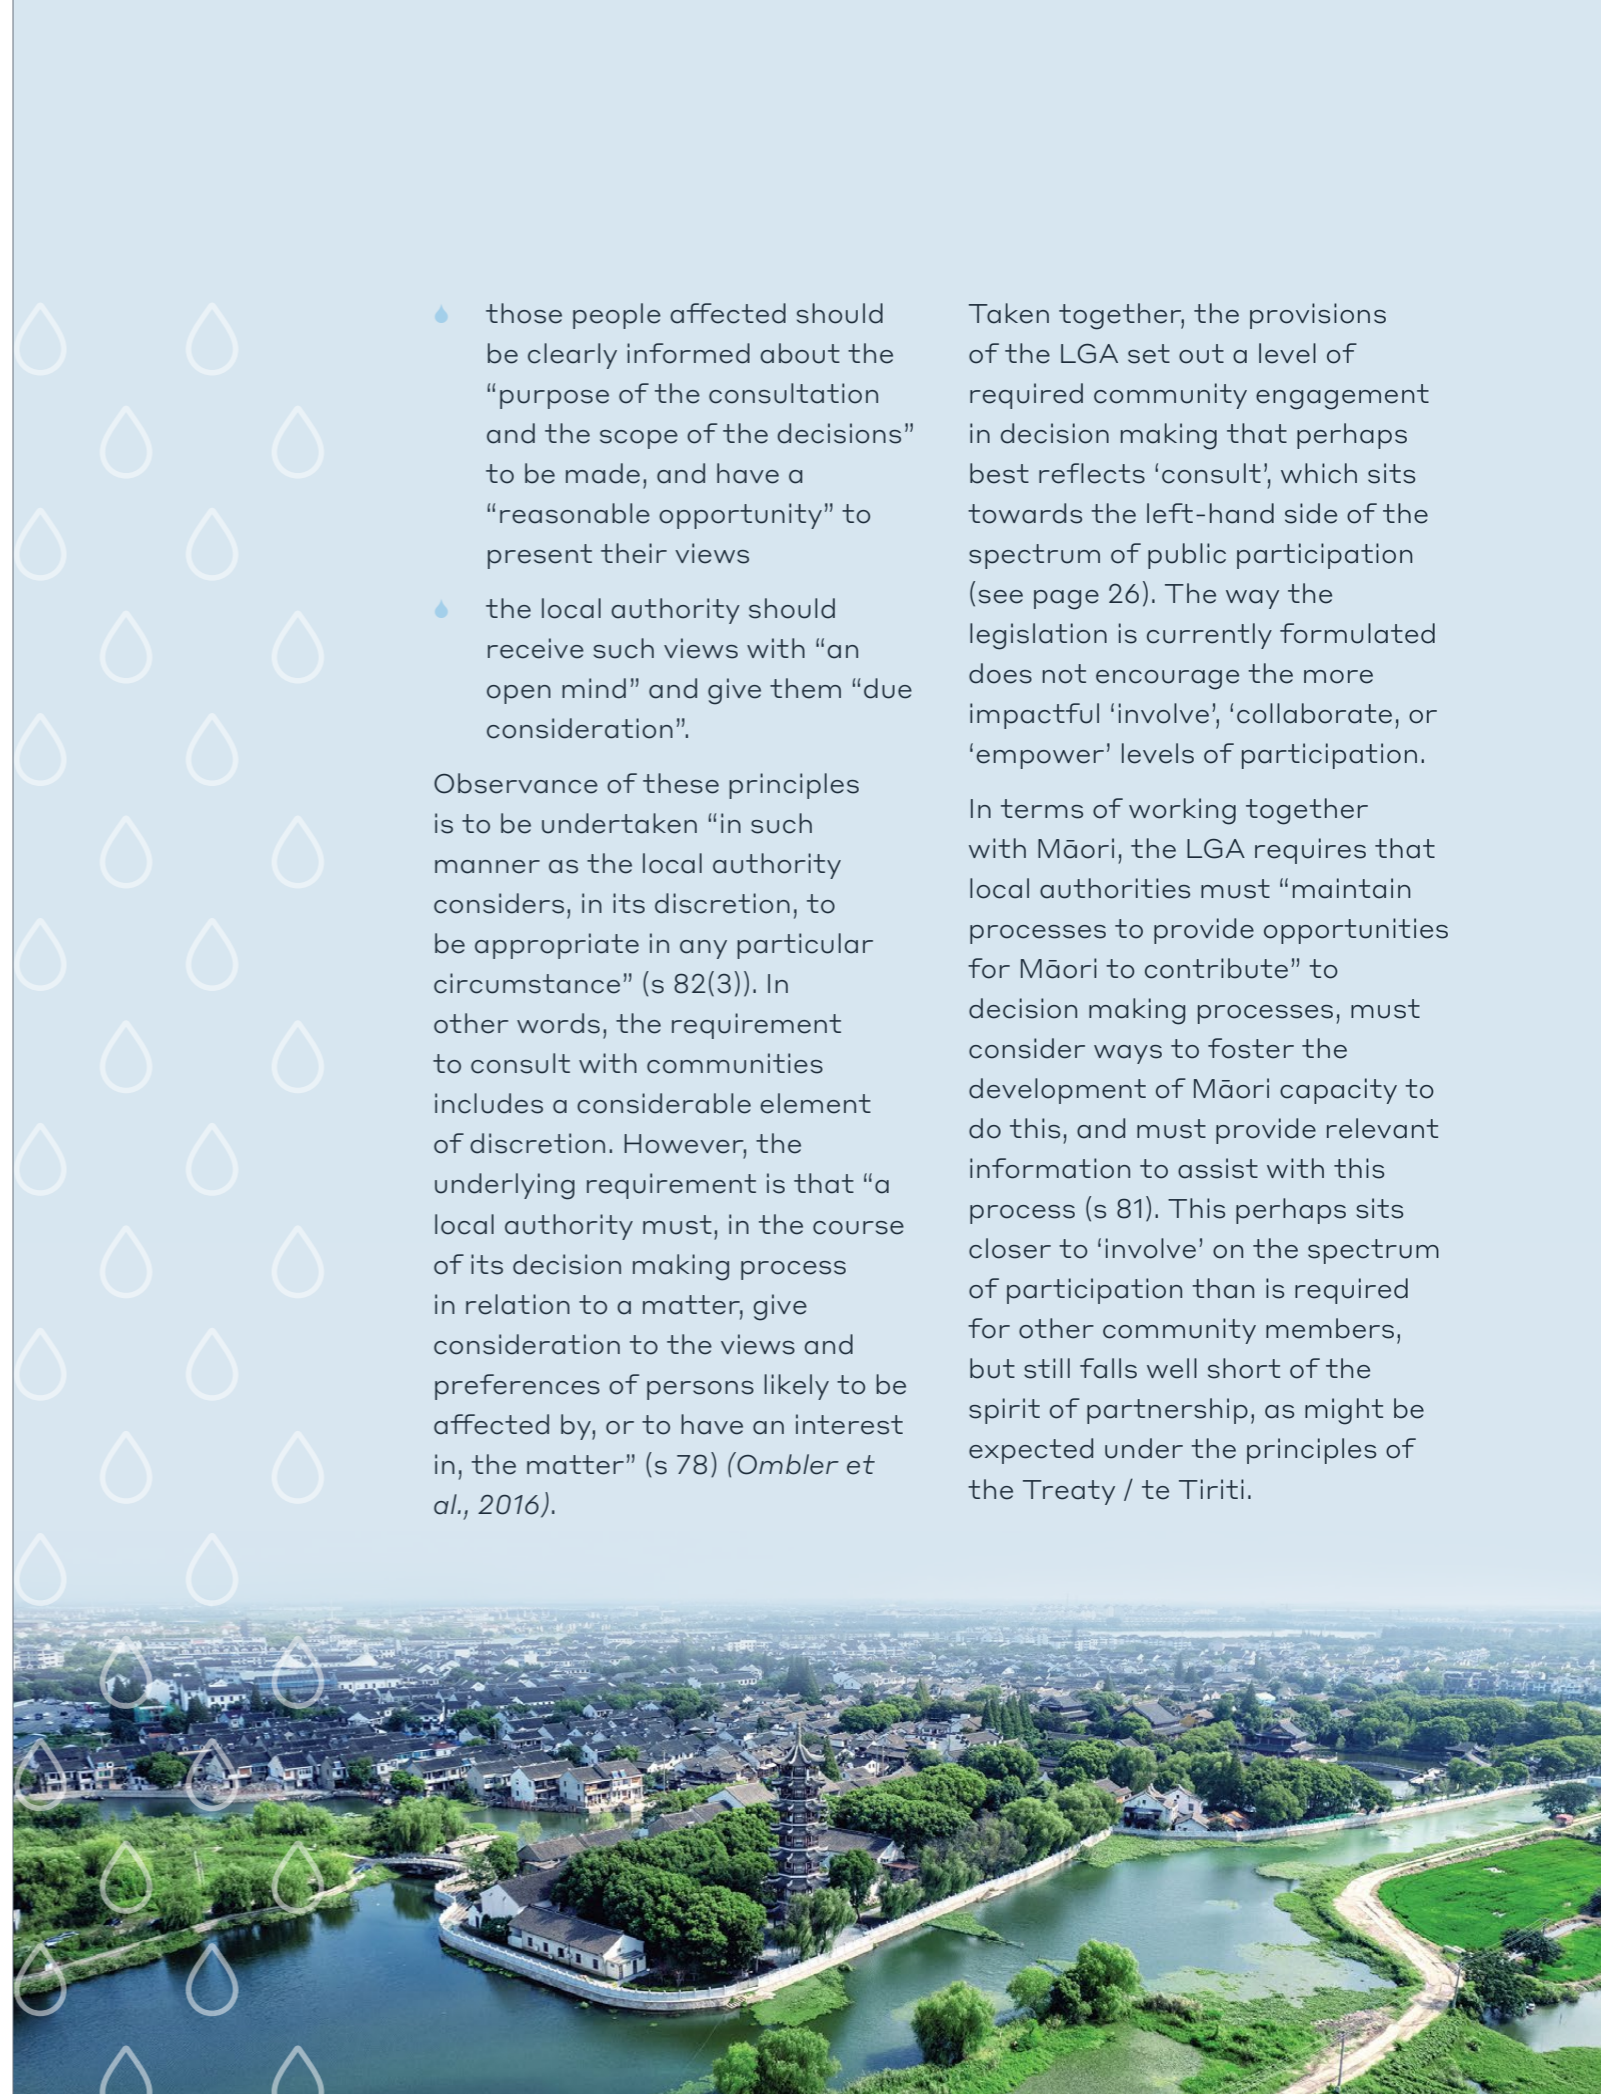 those people affected should
be clearly informed about the
“purpose of the consultation
and the scope of the decisions”
to be made, and have a
“reasonable opportunity” to
present their views
the local authority should
receive such views with “an
open mind” and give them “due
consideration”.
Observance of these principles
is to be undertaken “in such
manner as the local authority
considers, in its discretion, to
be appropriate in any particular
circumstance” (s 82(3)). In
other words, the requirement
to consult with communities
includes a considerable element
of discretion. However, the
underlying requirement is that “a
local authority must, in the course
of its decision making process
in relation to a matter, give
consideration to the views and
preferences of persons likely to be
affected by, or to have an interest
in, the matter” (s 78) (Ombler et
al., 2016).
Taken together, the provisions
of the LGA set out a level of
required community engagement
in decision making that perhaps
best reflects ‘consult’, which sits
towards the left-hand side of the
spectrum of public participation
(see page 26). The way the
legislation is currently formulated
does not encourage the more
impactful ‘involve’, ‘collaborate, or
‘empower’ levels of participation.
In terms of working together
with Māori, the LGA requires that
local authorities must “maintain
processes to provide opportunities
for Māori to contribute” to
decision making processes, must
consider ways to foster the
development of Māori capacity to
do this, and must provide relevant
information to assist with this
process (s 81). This perhaps sits
closer to ‘involve’ on the spectrum
of participation than is required
for other community members,
but still falls well short of the
spirit of partnership, as might be
expected under the principles of
the Treaty / te Tiriti.